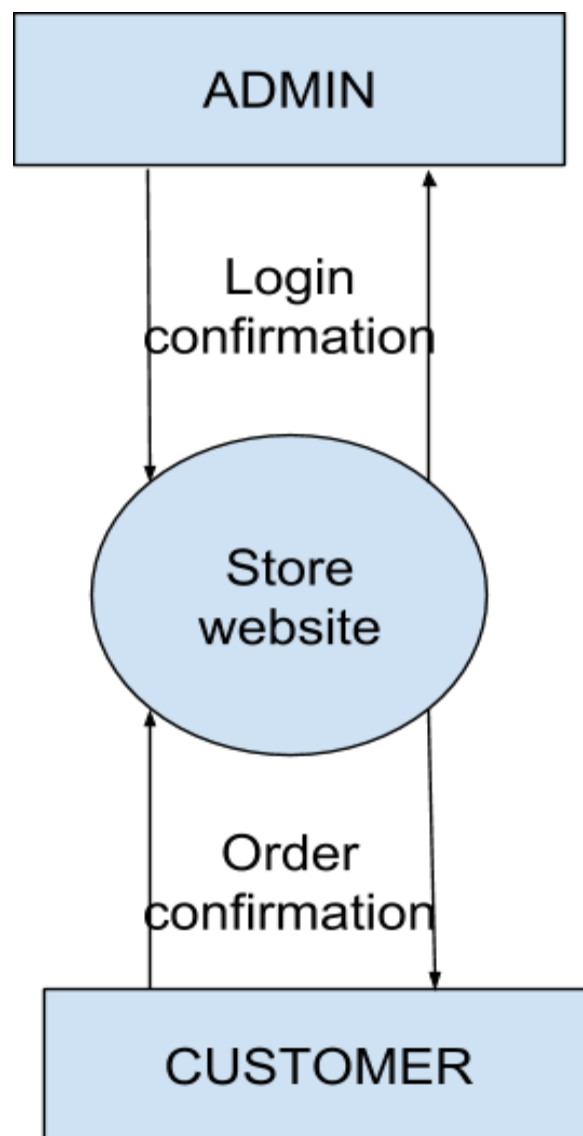 ADMIN
Login
confirmation
Store
website
Order
confirmation
CUSTOMER